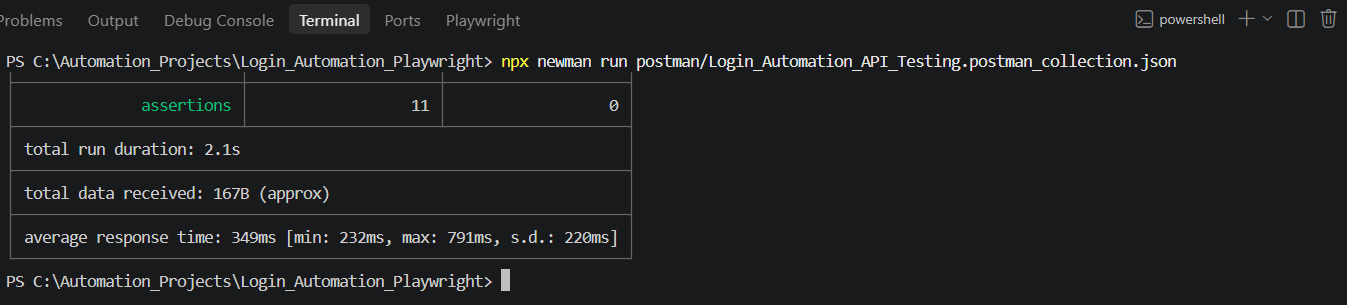 Problems Output Debug Console Terminal Ports Playwright powershell
PS C:\Automation_Projects\Login_Automation_Playwright> npx newman run postman/Login_Automation_API_Testing.postman_collection.json
assertions 11 0
total run duration: 2.1s
total data received: 167B (approx)
average response time: 349ms [min: 232ms, max: 791ms, s.d.: 220ms]
PS C:\Automation_Projects\Login_Automation_Playwright>